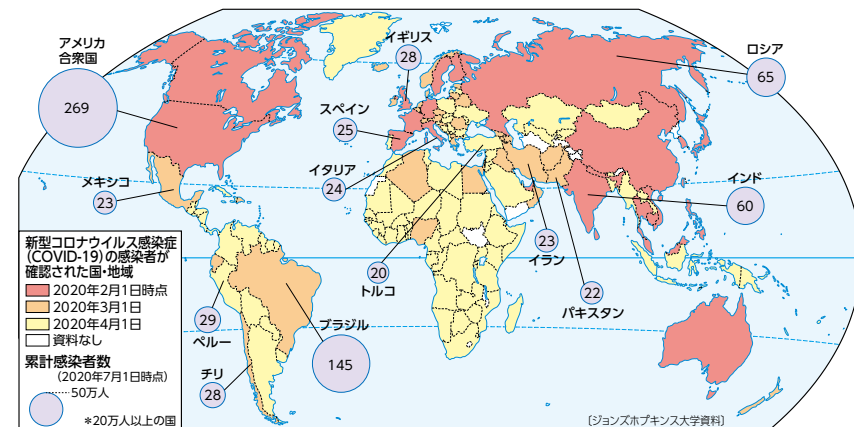 アメリカ
合衆国
269
イギリス
28
ロシア
65
スペイン
25
イタリア
24
メキシコ
23
インド
60
23
イラン
20
トルコ
22
パキスタン
29
ペルー
ブラジル
145
チリ
28
新型コロナウイルス感染症
(COVID-19)の感染者が
確認された国・地域
2020年2月1日時点
2020年3月1日
2020年4月1日
資料なし
累計感染者数
(2020年7月1日時点)
50万人
*20万人以上の国
〔ジョンズホプキンス大学資料〕